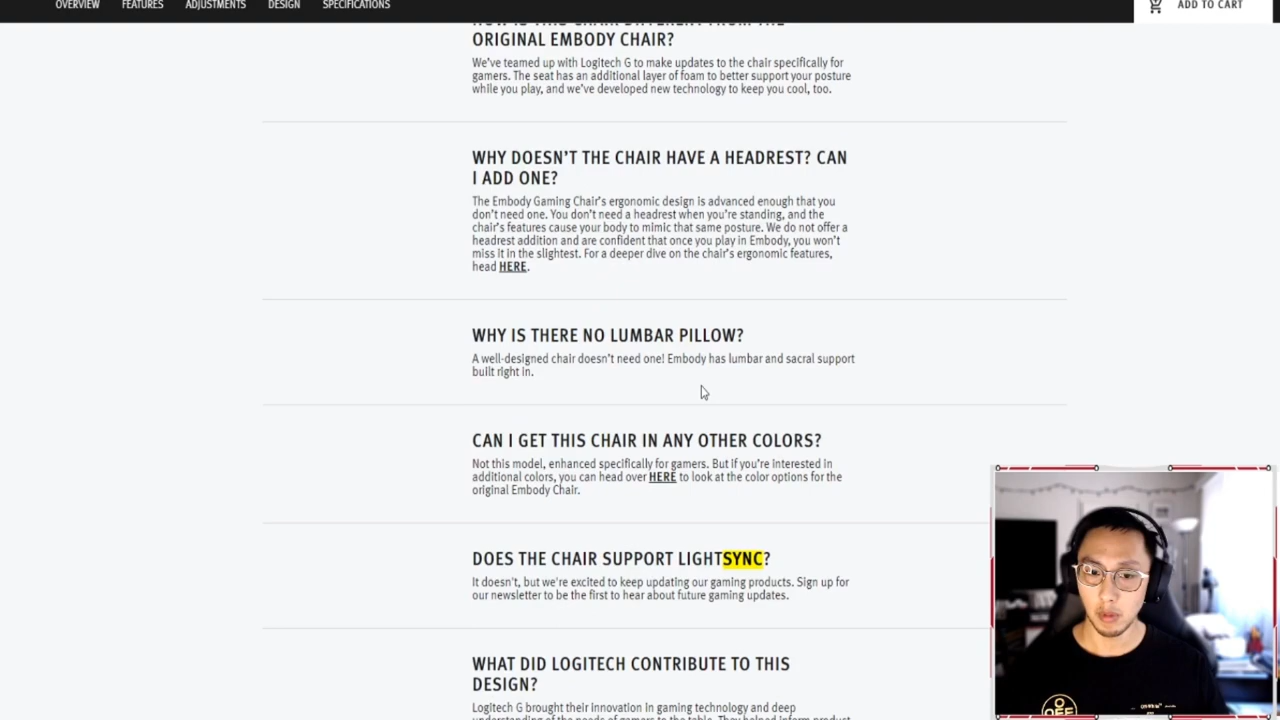 OVERVIEW
FEATURES
ADJUSTMENTS
DESIGN
SPECIFICATIONS
ADD TO CART
HOW IS THIS CHAIR DIFFERENT FROM THE
ORIGINAL EMBODY CHAIR?
We've teamed up with Logitech G to make updates to the chair specifically for
gamers. The seat has an additional layer of foam to better support your posture
while you play, and we've developed new technology to keep you cool, too.
WHY DOESN'T THE CHAIR HAVE A HEADREST? CAN
I ADD ONE?
The Embody Gaming Chair's ergonomic design is advanced enough that you
don't need one. You don't need a headrest when you're standing, and the
chair's features cause your body to mimic that same posture. We do not offer a
headrest addition and are confident that once you play in Embody, you won't
miss it in the slightest. For a deeper dive on the chair's ergonomic features,
head HERE.
WHY IS THERE NO LUMBAR PILLOW?
A well-designed chair doesn't need one! Embody has lumbar and sacral support
built right in.
CAN I GET THIS CHAIR IN ANY OTHER COLORS?
Not this model, enhanced specifically for gamers. But if you're interested in
additional colors, you can head over HERE to look at the color options for the
original Embody Chair.
DOES THE CHAIR SUPPORT LIGHTSYNC?
It doesn't, but we're excited to keep updating our gaming products. Sign up for
our newsletter to be the first to hear about future gaming updates.
WHAT DID LOGITECH CONTRIBUTE TO THIS
DESIGN?
Logitech G brought their innovation in gaming technology and deep
understanding of the needs of gamers to the table. They helped inform product
OFF